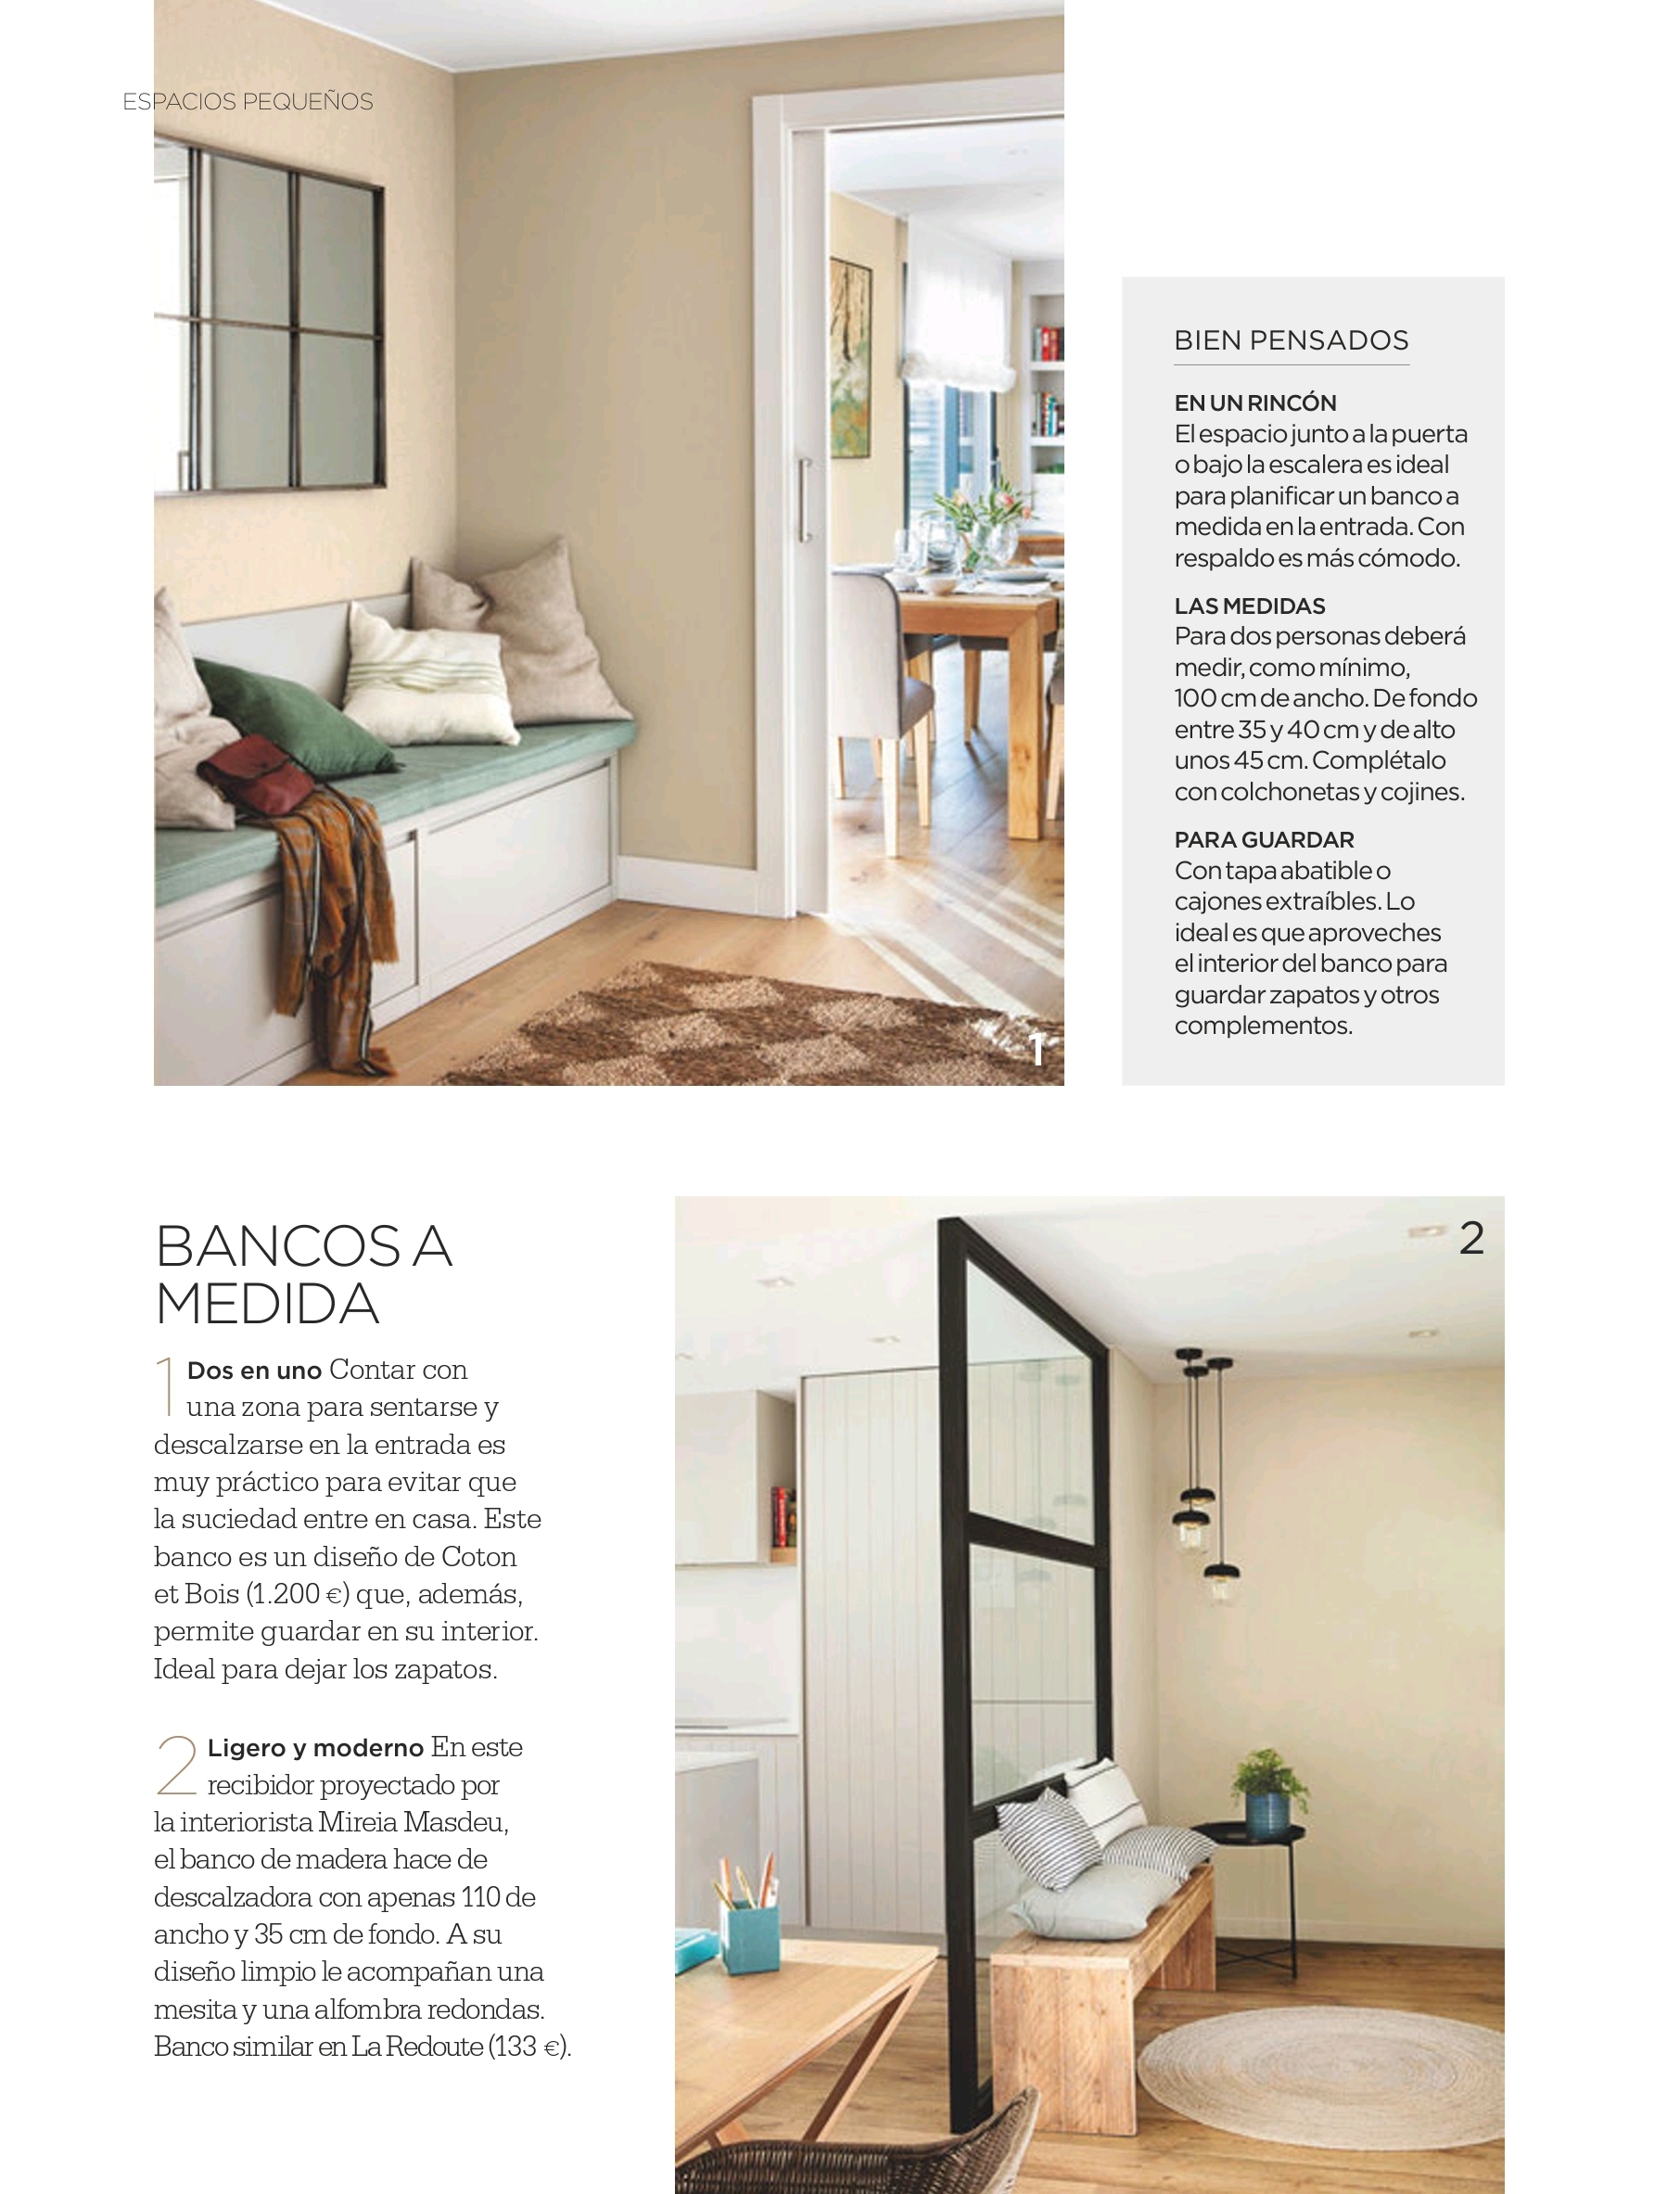 ESPACIOS PEQUEÑOS
1
BIEN PENSADOS
EN UN RINCÓN
El espacio junto a la puerta
o bajo la escalera es ideal
para planificar un banco a
medida en la entrada. Con
respaldo es más cómodo.
LAS MEDIDAS
Para dos personas deberá
medir, como mínimo,
100 cm de ancho. De fondo
entre 35 y 40 cm y de alto
unos 45 cm. Complétalo
con colchonetas y cojines.
PARA GUARDAR
Con tapa abatible o
cajones extraíbles. Lo
ideal es que aproveches
el interior del banco para
guardar zapatos y otros
complementos.
BANCOS A
MEDIDA
1 Dos en uno Contar con
una zona para sentarse y
descalzarse en la entrada es
muy práctico para evitar que
la suciedad entre en casa. Este
banco es un diseño de Coton
et Bois (1.200 €) que, además,
permite guardar en su interior.
Ideal para dejar los zapatos.
2 Ligero y moderno En este
recibidor proyectado por
la interiorista Mireia Masdeu,
el banco de madera hace de
descalzadora con apenas 110 de
ancho y 35 cm de fondo. A su
diseño limpio le acompañan una
mesita y una alfombra redondas.
Banco similar en La Redoute (133 €).
2